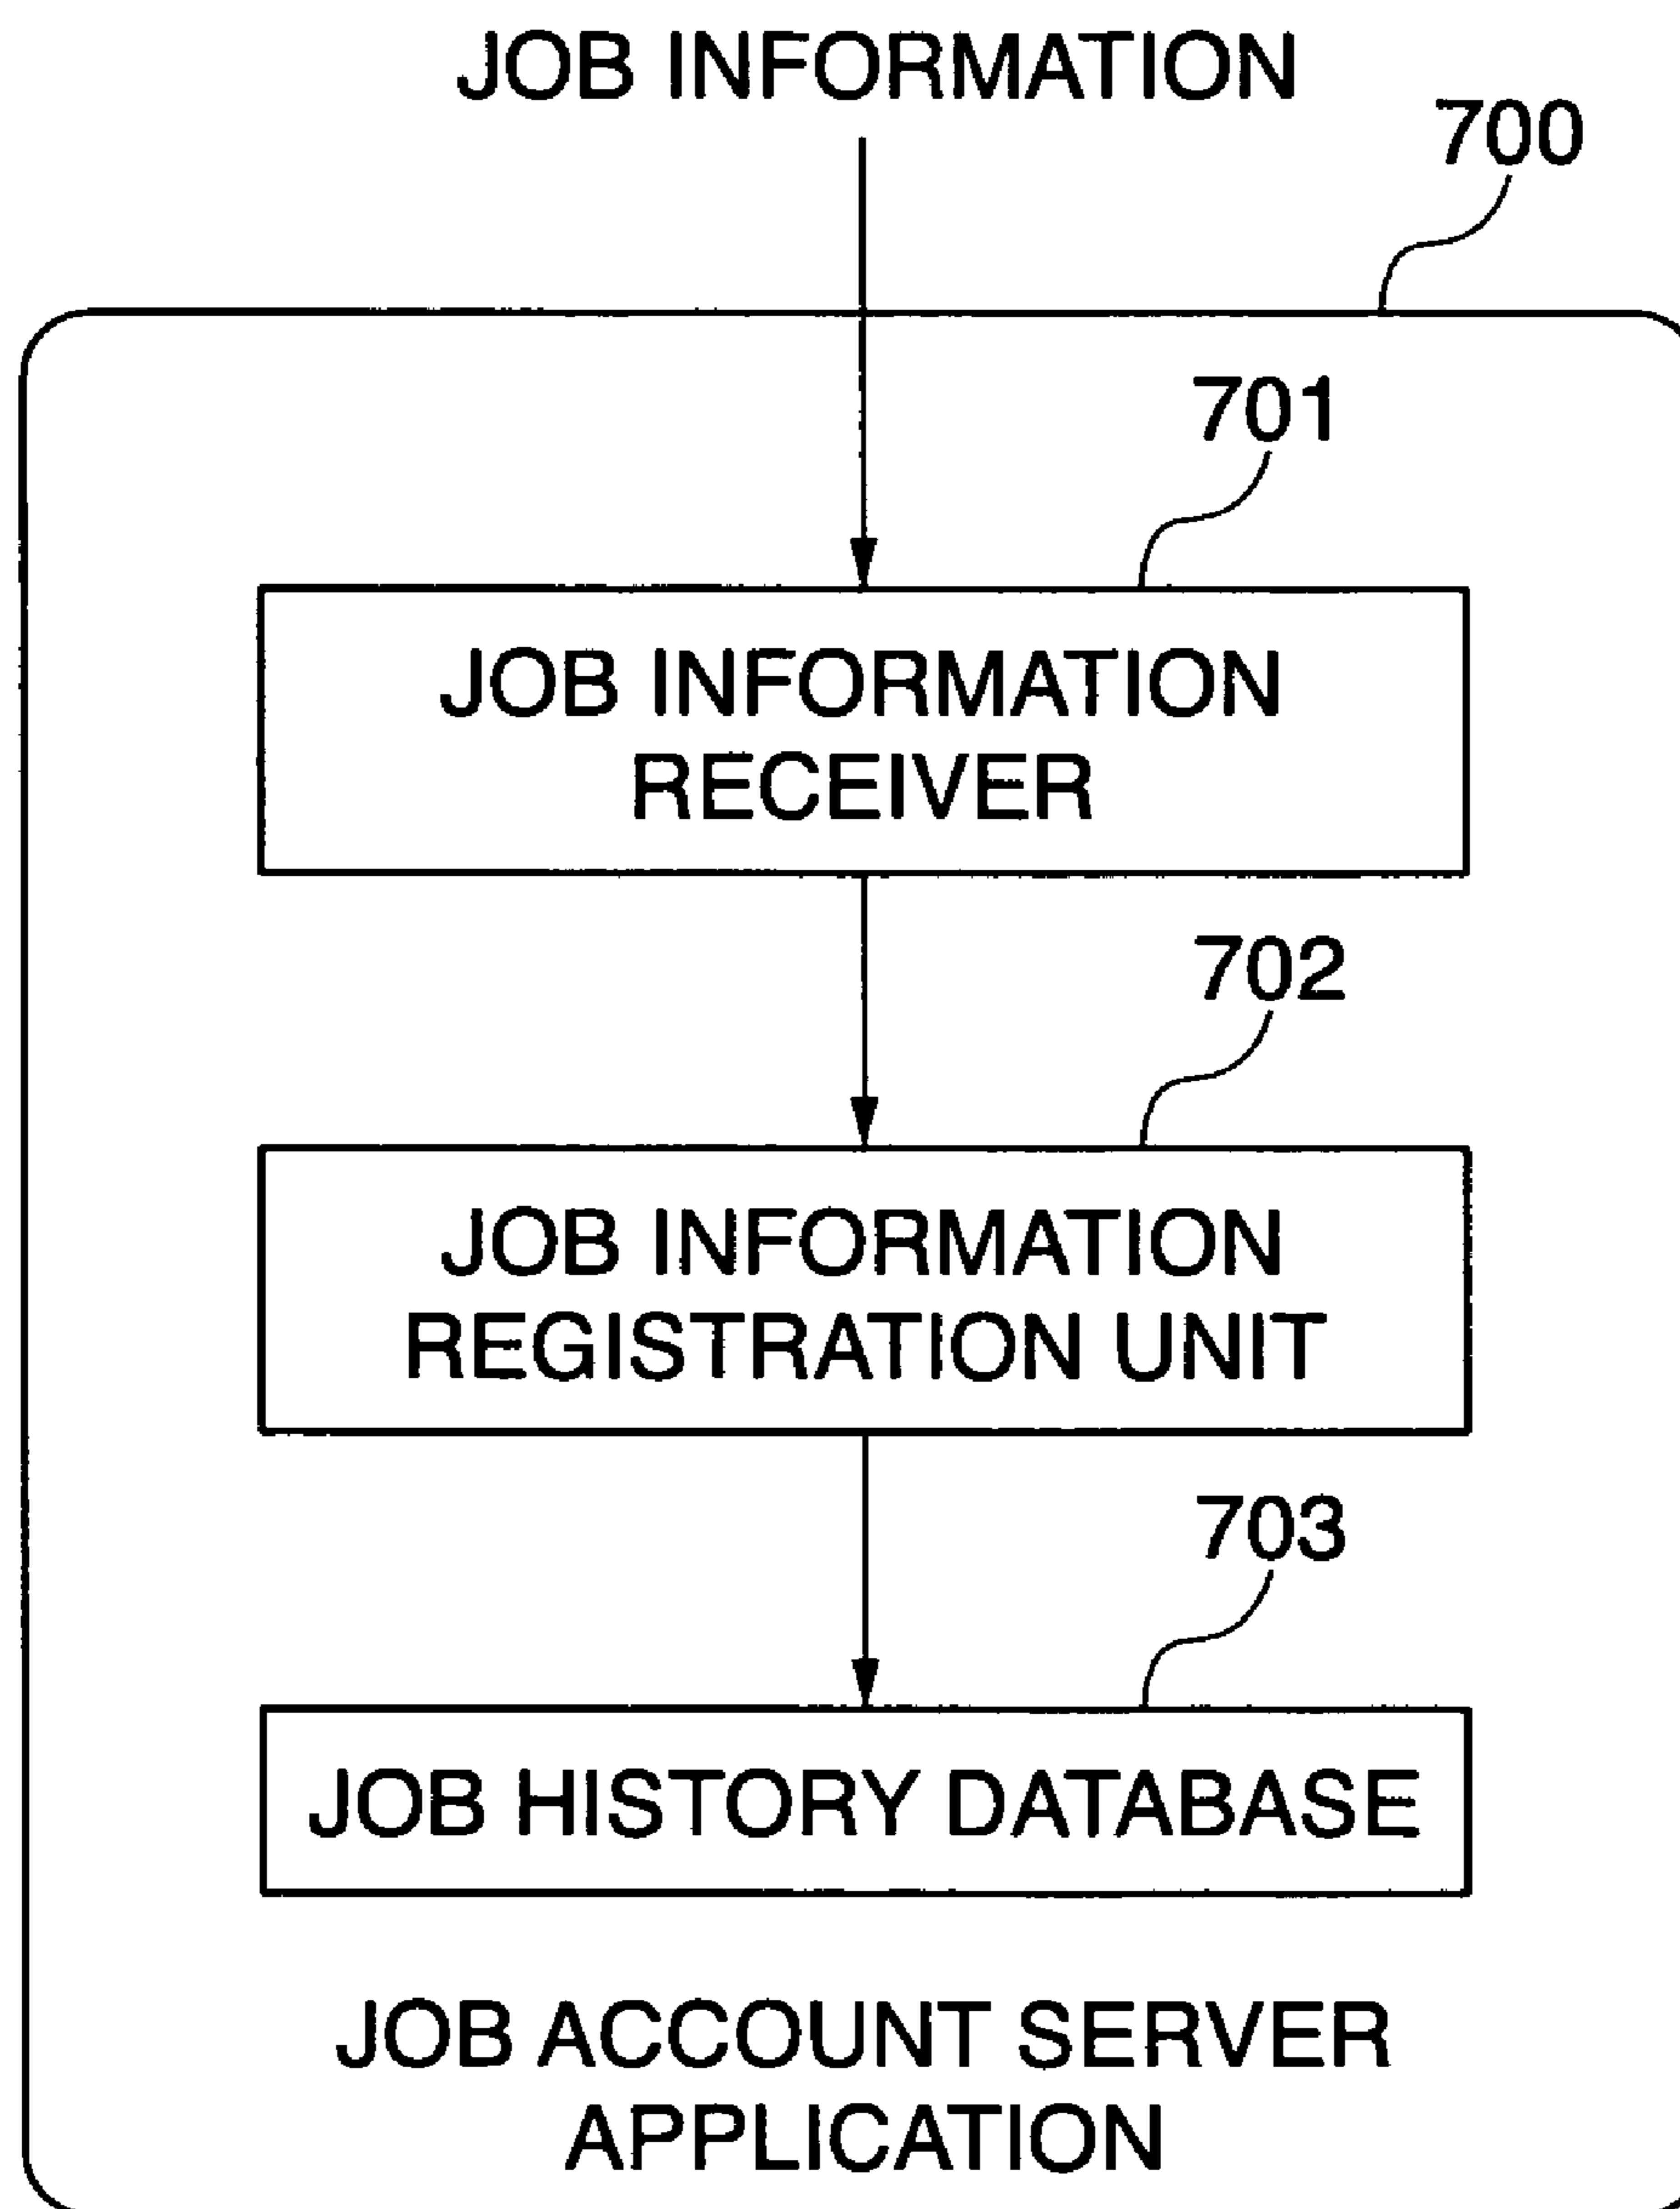 JOB INFORMATION
700
701
JOB INFORMATION
RECEIVER
702
JOB INFORMATION
REGISTRATION UNIT
703
JOB HISTORY DATABASE
JOB ACCOUNT SERVER
APPLICATION